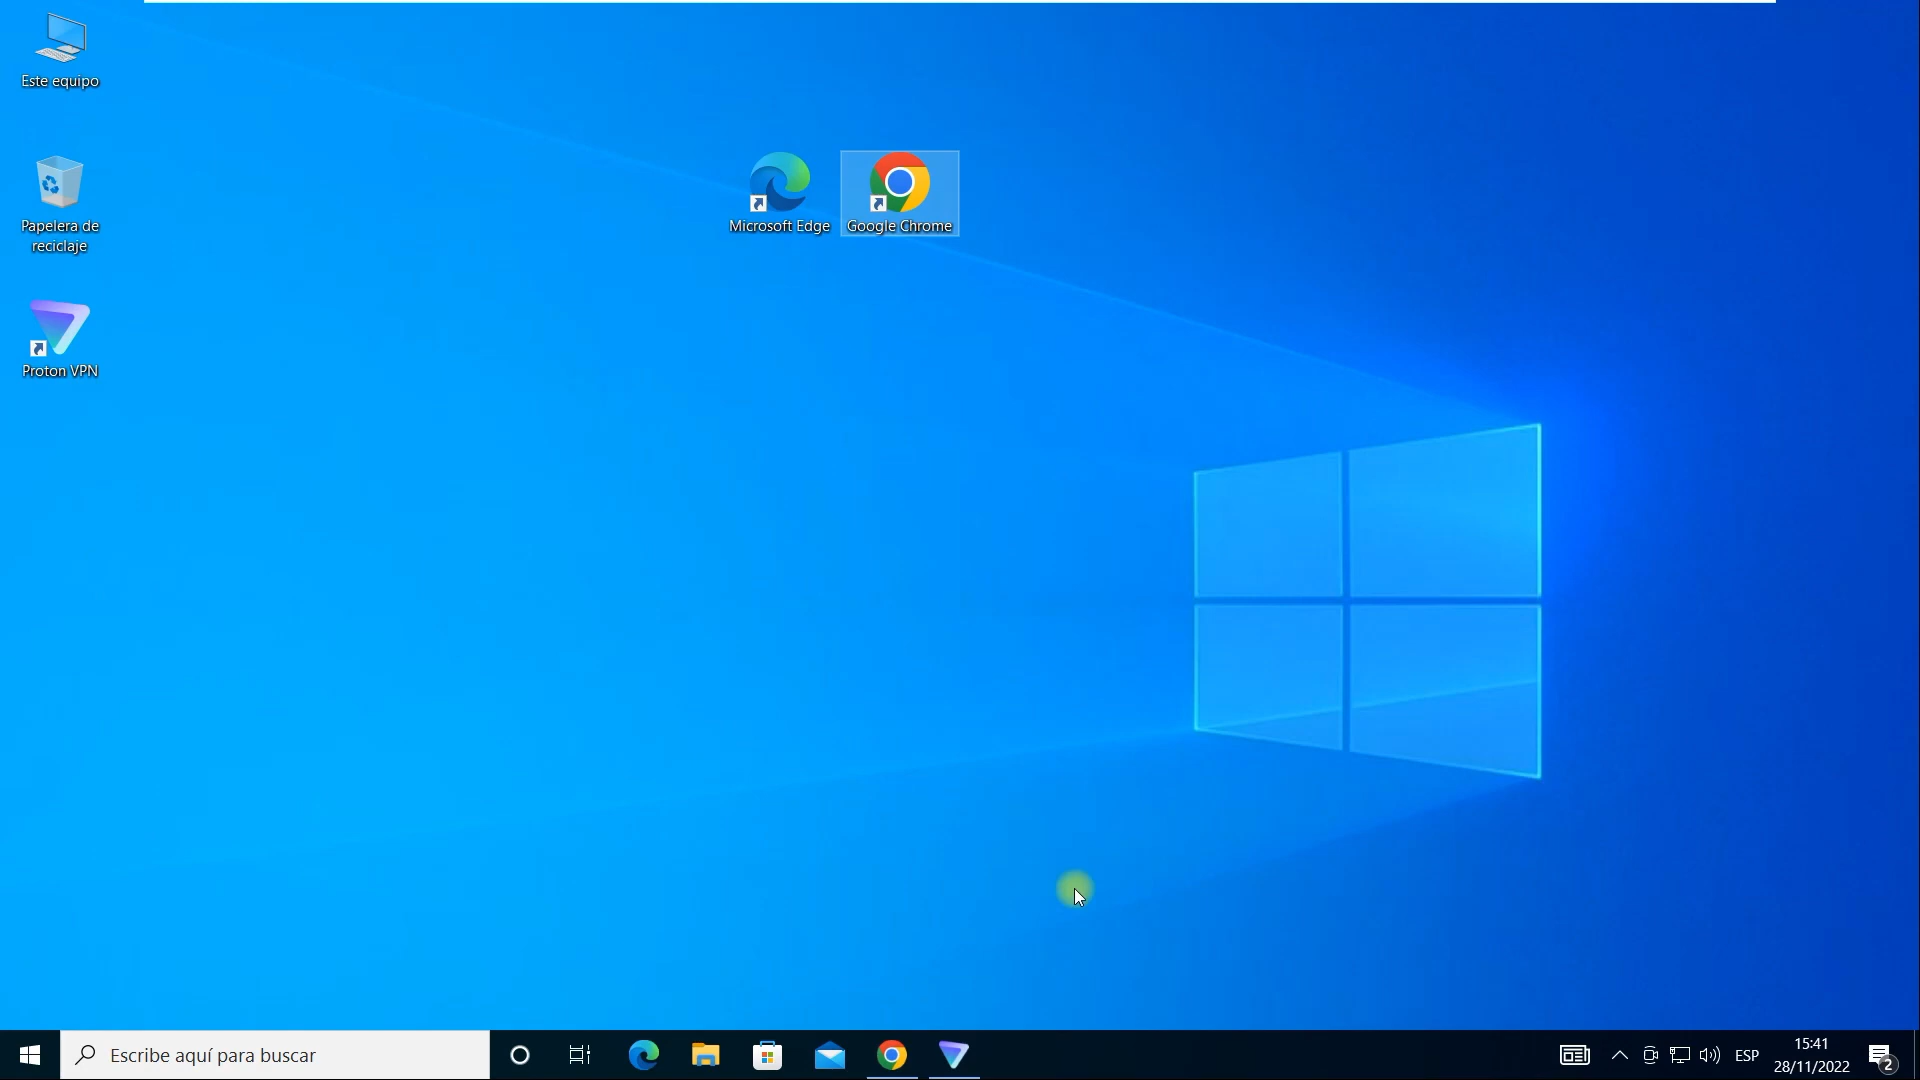 Este equipo
Papelera de
reciclaje
Proton VPN
Microsoft Edge
Google Chrome
Escribe aquí para buscar
ESP
15:41
28/11/2022
2